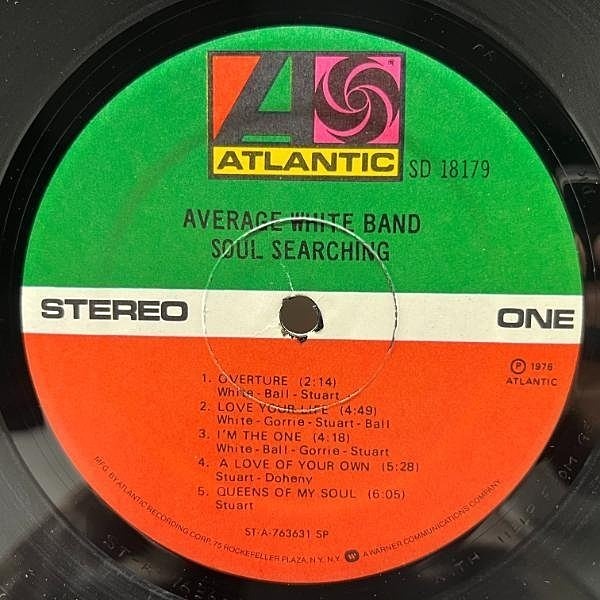 ATLANTIC
SD 18179
AVERAGE WHITE BAND
SOUL SEARCHING
STEREO
ONE
℗ 1976
ATLANTIC
1. OVERTURE (2:14)
White - Ball - Stuart
2. LOVE YOUR LIFE (4:49)
White - Gorrie - Stuart - Ball
3. I'M THE ONE (4:18)
White - Ball - Gorrie - Stuart
4. A LOVE OF YOUR OWN (5:28)
Stuart - Doheny
5. QUEENS OF MY SOUL (6:05)
Stuart
ST-A-763631 SP
MFG. BY ATLANTIC RECORDING CORP., 75 ROCKEFELLER PLAZA, N.Y. N.Y. A WARNER COMMUNICATIONS COMPANY